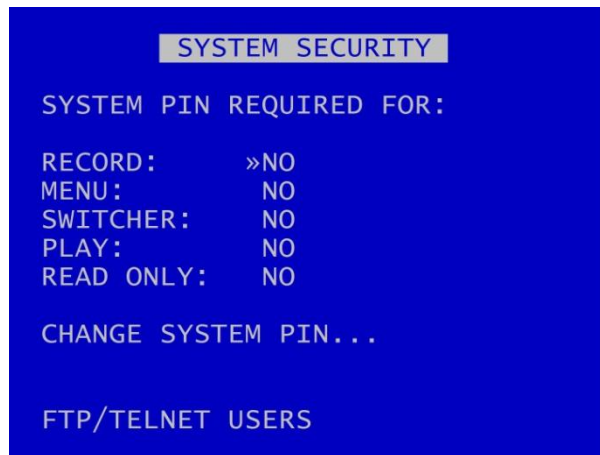 SYSTEM SECURITY
SYSTEM PIN REQUIRED FOR:
RECORD: »NO
MENU: NO
SWITCHER: NO
PLAY: NO
READ ONLY: NO
CHANGE SYSTEM PIN...
FTP/TELNET USERS